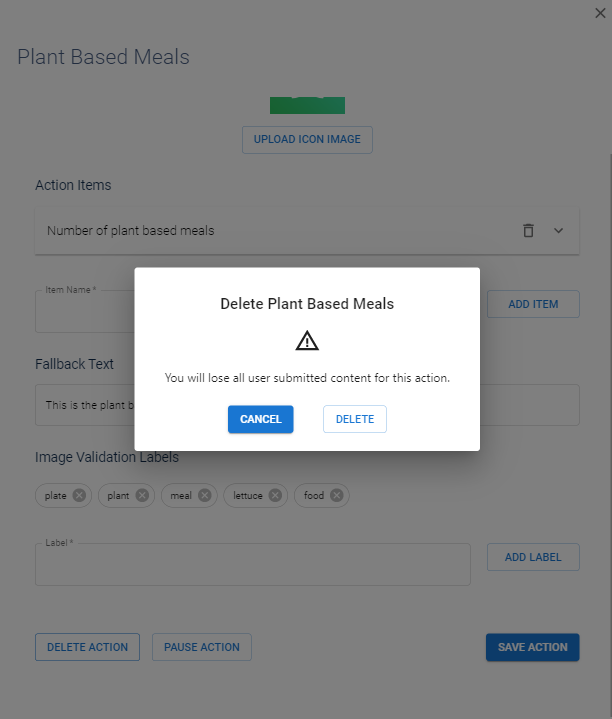 Plant Based Meals
UPLOAD ICON IMAGE
Action Items
Number of plant based meals
Item Name *
ADD ITEM
Delete Plant Based Meals
You will lose all user submitted content for this action.
CANCEL
DELETE
Fallback Text
This is the plant b
Image Validation Labels
plate plant meal lettuce food
Label *
ADD LABEL
DELETE ACTION PAUSE ACTION SAVE ACTION